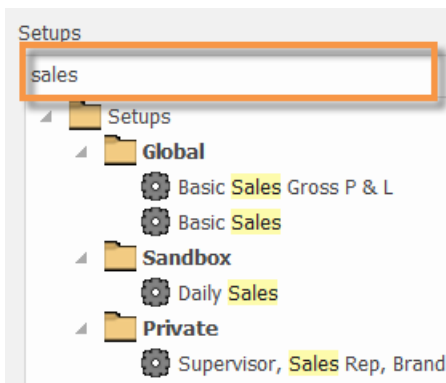 Setups
sales
Setups
Global
Basic Sales Gross P & L
Basic Sales
Sandbox
Daily Sales
Private
Supervisor, Sales Rep, Brand